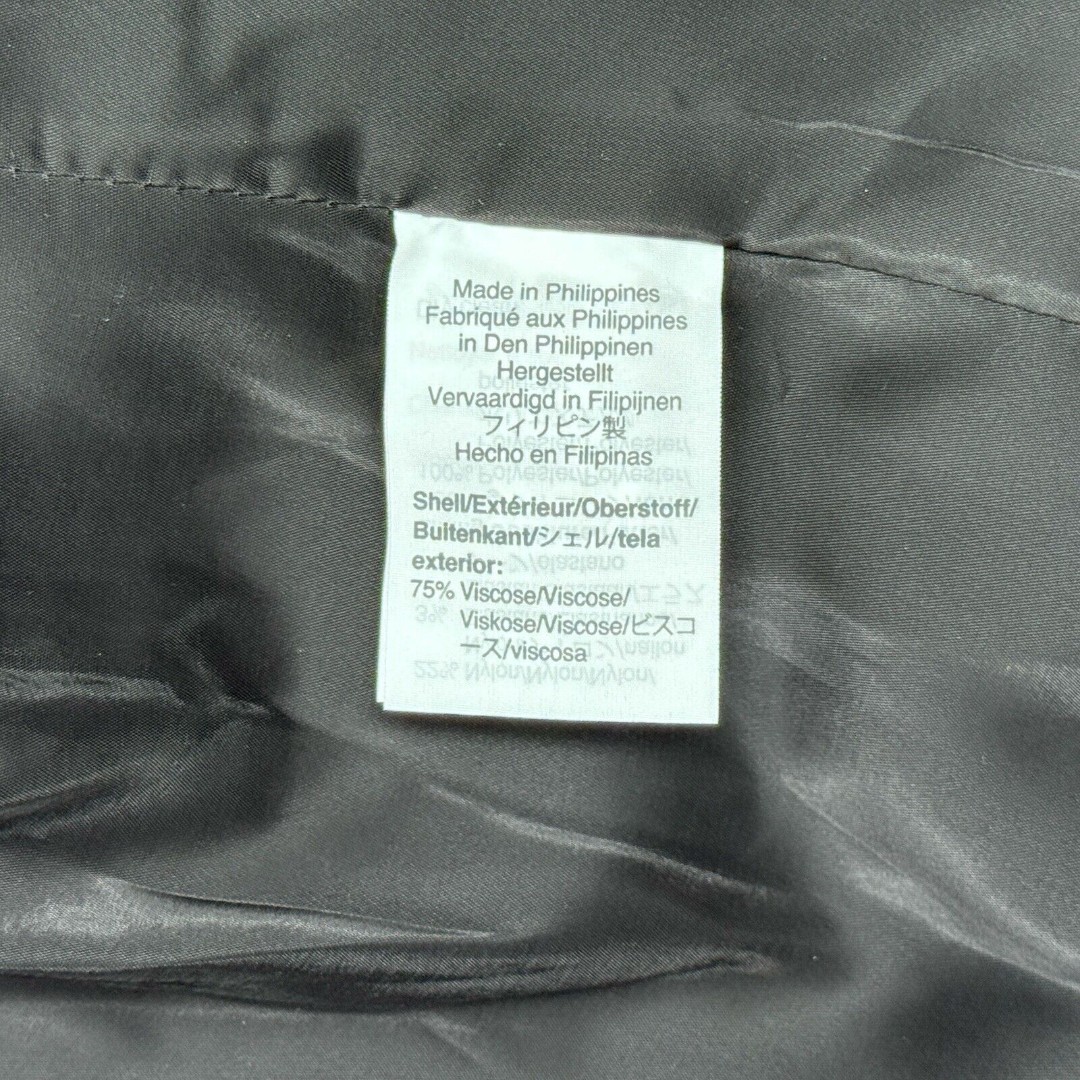 Made in Philippines
Fabriqué aux Philippines
in Den Philippinen
Hergestellt
Vervaardigd in Filipijnen
フィリピン製
Hecho en Filipinas
Shell/Extérieur/Oberstoff/
Buitenkant/シェル/tela
exterior:
75% Viscose/Viscose/
Viskose/Viscose/ビスコ
ース/viscosa